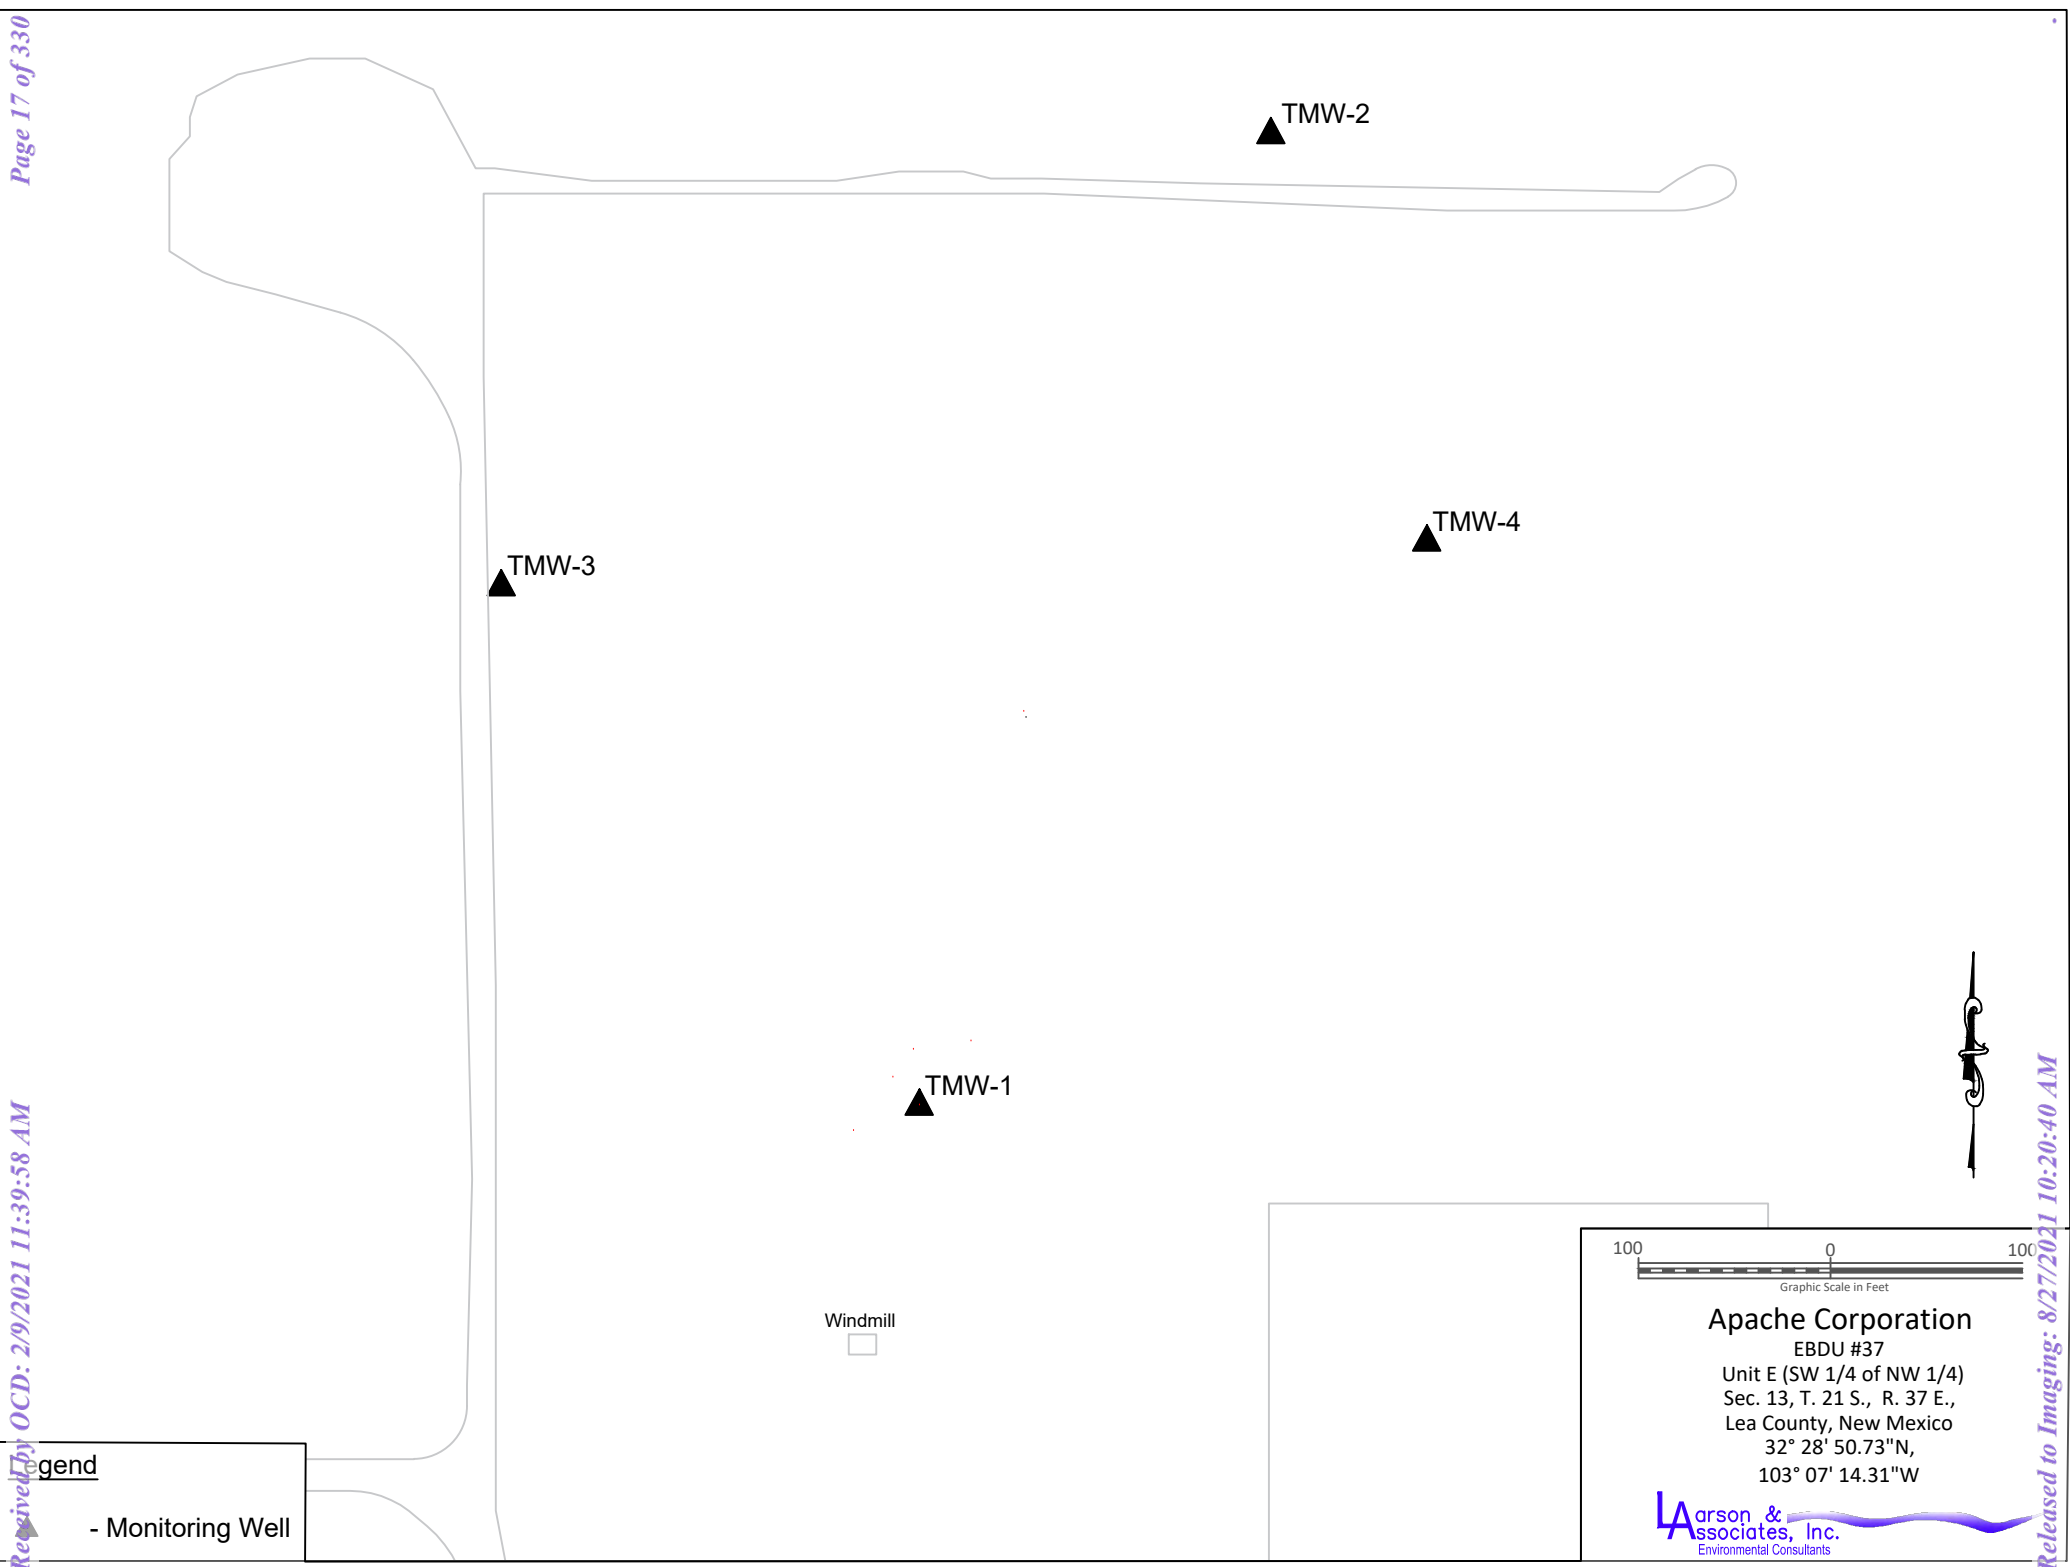 Page 17 of 330
TMW-2
TMW-4
TMW-3
TMW-1
Windmill
100 0 100
Graphic Scale in Feet
Apache Corporation
EBDU #37
Unit E (SW 1/4 of NW 1/4)
Sec. 13, T. 21 S., R. 37 E.,
Lea County, New Mexico
32° 28' 50.73"N,
103° 07' 14.31"W
Larson &
Associates, Inc.
Environmental Consultants
Legend
- Monitoring Well
Received by OCD: 2/9/2021 11:39:58 AM
Released to Imaging: 8/27/2021 10:20:40 AM